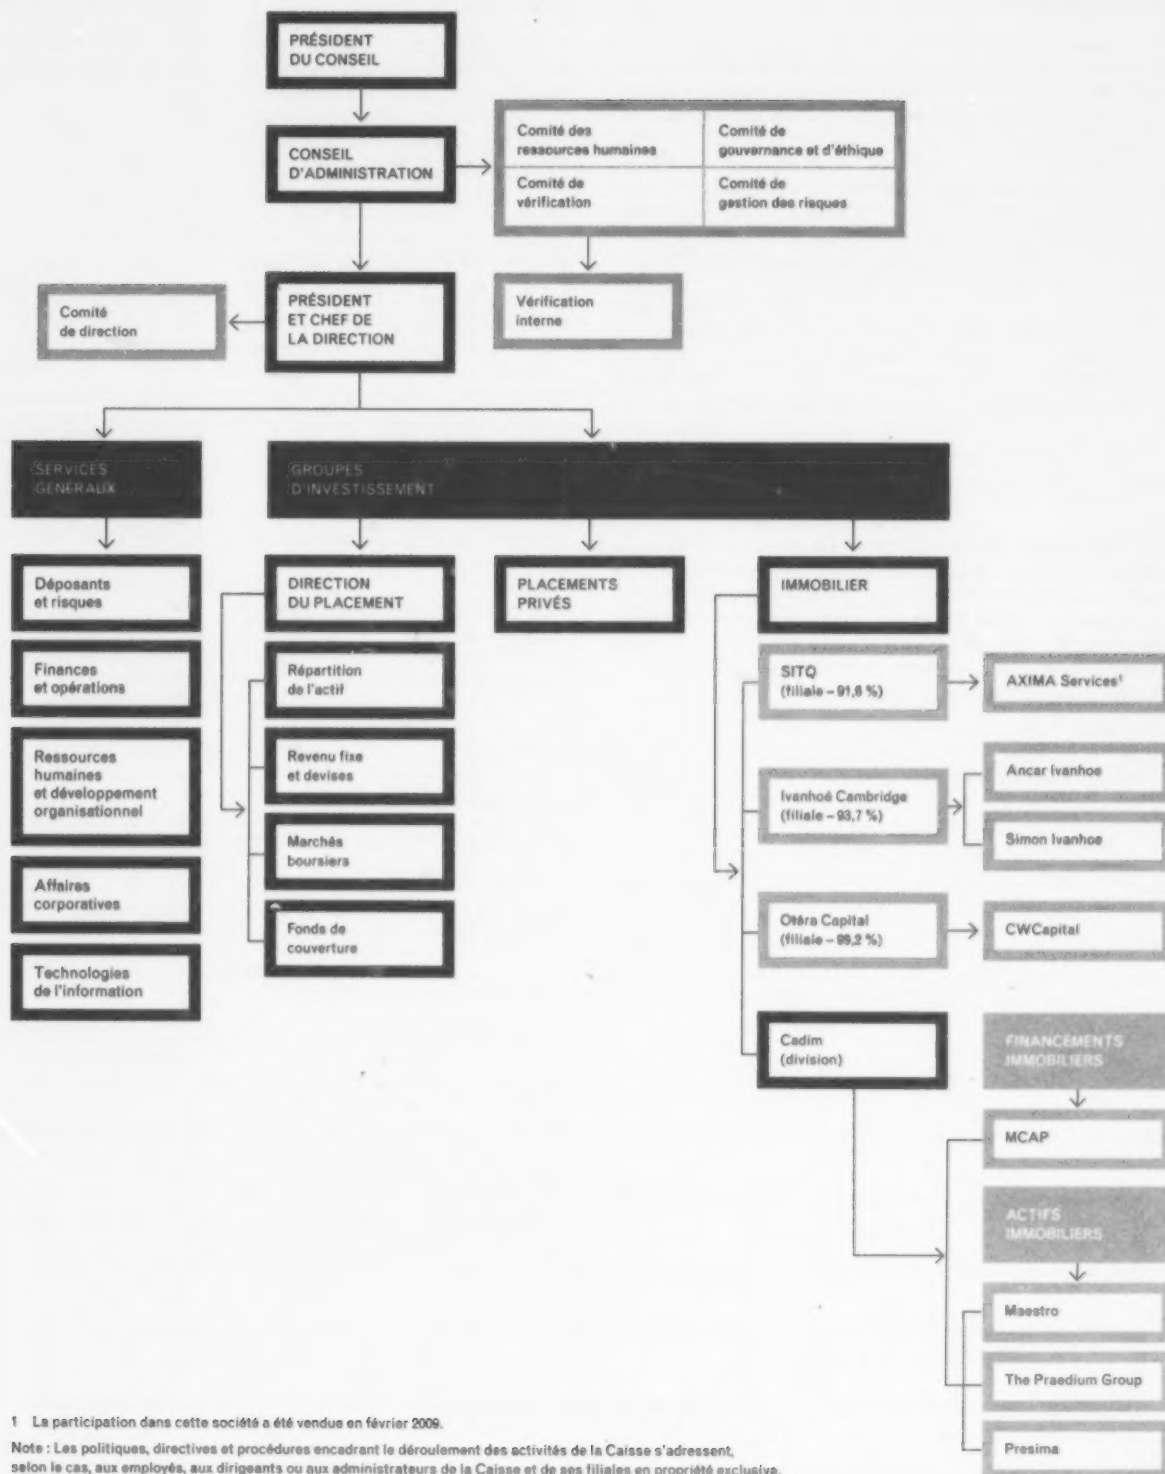 PRÉSIDENT
DU CONSEIL
CONSEIL
D'ADMINISTRATION
Comité des
ressources humaines
Comité de
gouvernance et d'éthique
Comité de
vérification
Comité de
gestion des risques
Comité
de direction
PRÉSIDENT
ET CHEF DE
LA DIRECTION
Vérification
interne
SERVICES
GÉNÉRAUX
GROUPES
D'INVESTISSEMENT
Déposants
et risques
Finances
et opérations
Ressources
humaines
et développement
organisationnel
Affaires
corporatives
Technologies
de l'information
DIRECTION
DU PLACEMENT
Répartition
de l'actif
Revenu fixe
et devises
Marchés
boursiers
Fonds de
couverture
PLACEMENTS
PRIVÉS
IMMOBILIER
SITQ
(filiale – 91,6 %)
AXIMA Services¹
Ivanhoé Cambridge
(filiale – 93,7 %)
Ancar Ivanhoe
Simon Ivanhoe
Otéra Capital
(filiale – 99,2 %)
CWCapital
Cadim
(division)
FINANCEMENTS
IMMOBILIERS
MCAP
ACTIFS
IMMOBILIERS
Maestro
The Praedium Group
Presima
1 La participation dans cette société a été vendue en février 2009.
Note : Les politiques, directives et procédures encadrant le déroulement des activités de la Caisse s'adressent,
selon le cas, aux employés, aux dirigeants ou aux administrateurs de la Caisse et de ses filiales en propriété exclusive.